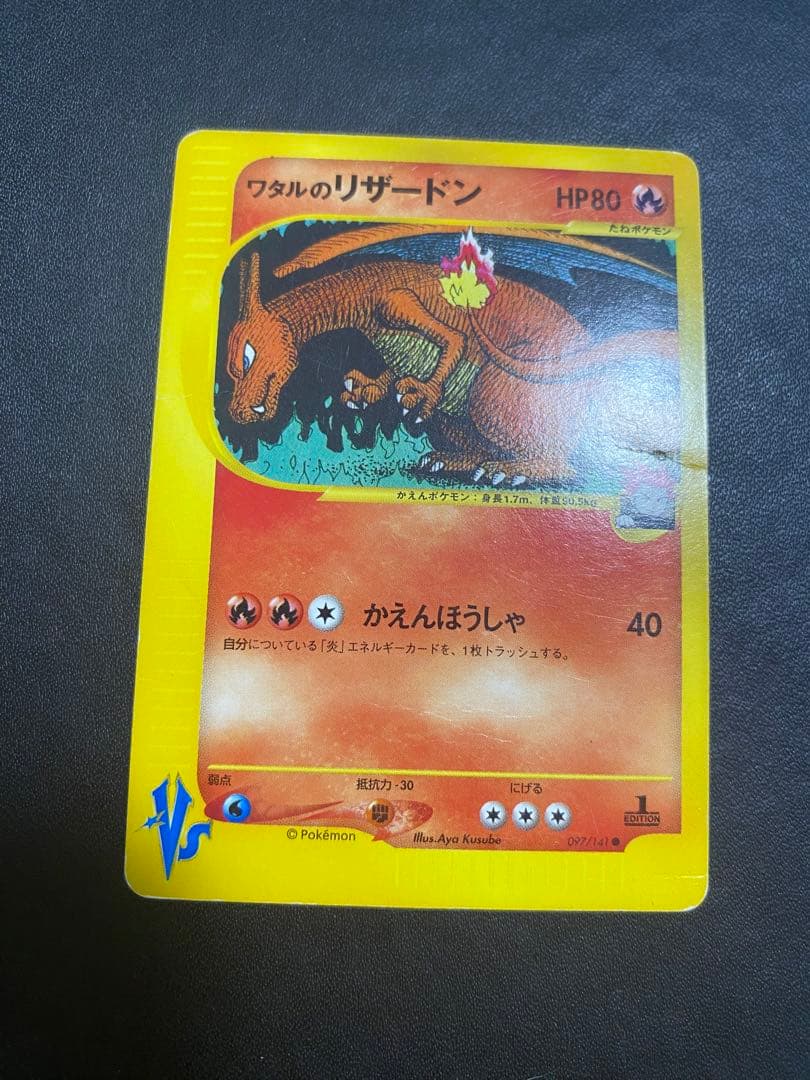 ワタルのリザードン HP80
たねポケモン
かえんポケモン：身長1.7m、体重90.5kg
かえんほうしゃ 40
自分についている「炎」エネルギーカードを、1枚トラッシュする。
弱点 抵抗力-30 にげる
VS
1
EDITION
© Pokémon Illus.Aya Kusube 097/141